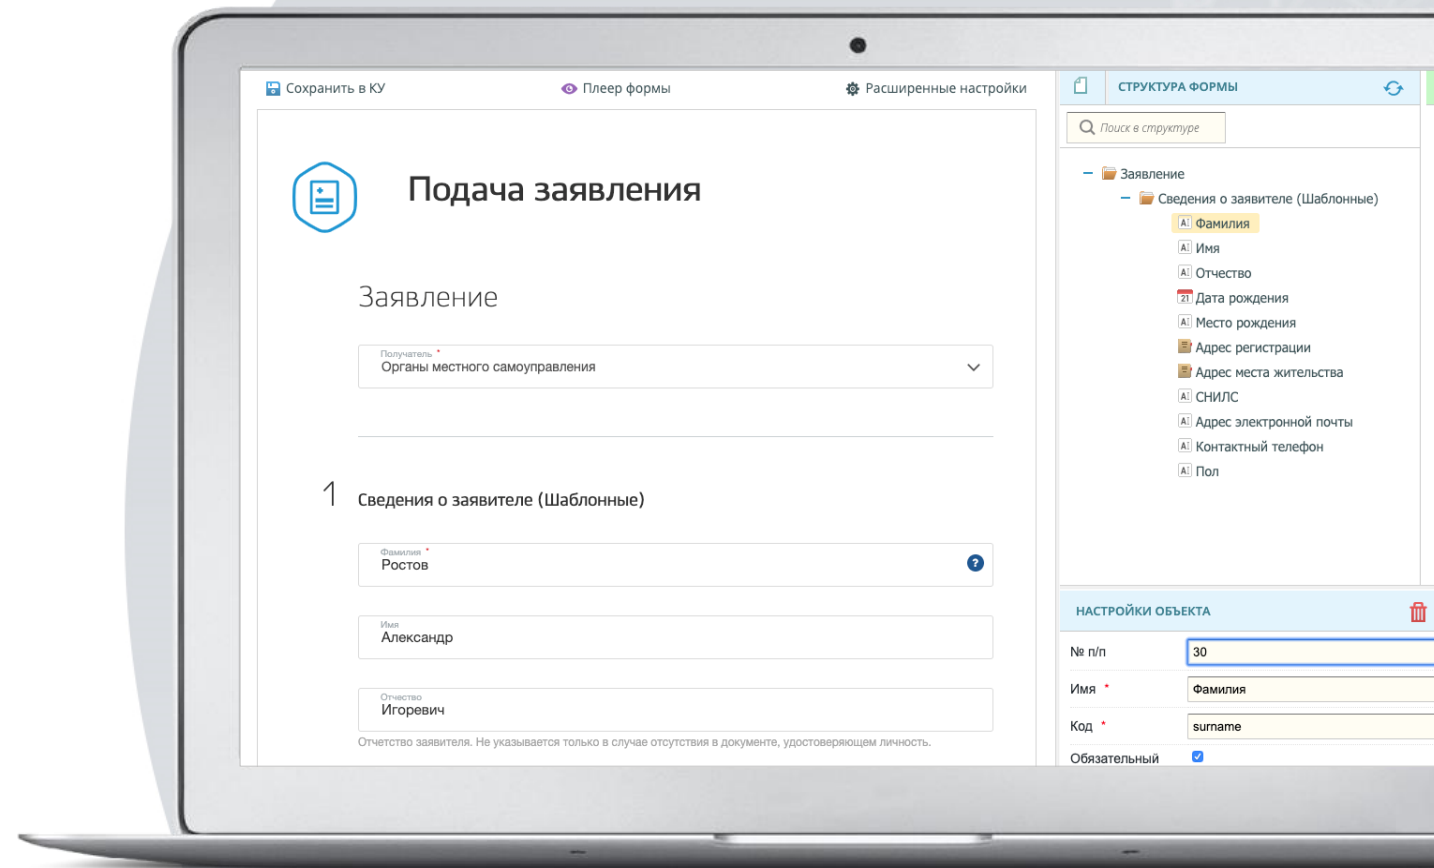 Сохранить в КУ
Плеер формы
Расширенные настройки
Подача заявления
Заявление
Получатель *
Органы местного самоуправления
1 Сведения о заявителе (Шаблонные)
Фамилия *
Ростов
?
Имя
Александр
Отчество
Игоревич
Отчетство заявителя. Не указывается только в случае отсутствия в документе, удостоверяющем личность.
СТРУКТУРА ФОРМЫ
Поиск в структуре
Заявление
Сведения о заявителе (Шаблонные)
Фамилия
Имя
Отчество
21 Дата рождения
Место рождения
Адрес регистрации
Адрес места жительства
СНИЛС
Адрес электронной почты
Контактный телефон
Пол
НАСТРОЙКИ ОБЪЕКТА
№ п/п 30
Имя * Фамилия
Код * surname
Обязательный